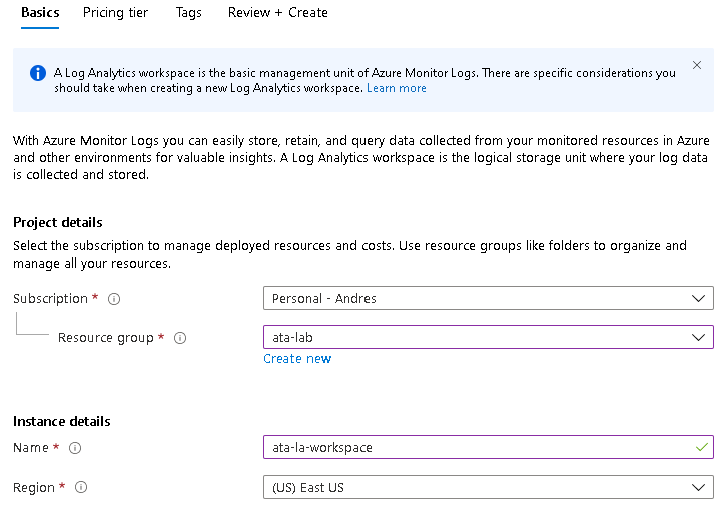 Basics Pricing tier Tags Review + Create
A Log Analytics workspace is the basic management unit of Azure Monitor Logs. There are specific considerations you
should take when creating a new Log Analytics workspace. Learn more
With Azure Monitor Logs you can easily store, retain, and query data collected from your monitored resources in Azure
and other environments for valuable insights. A Log Analytics workspace is the logical storage unit where your log data
is collected and stored.
Project details
Select the subscription to manage deployed resources and costs. Use resource groups like folders to organize and
manage all your resources.
Subscription * Personal - Andres
Resource group * ata-lab
Create new
Instance details
Name * ata-la-workspace
Region * (US) East US